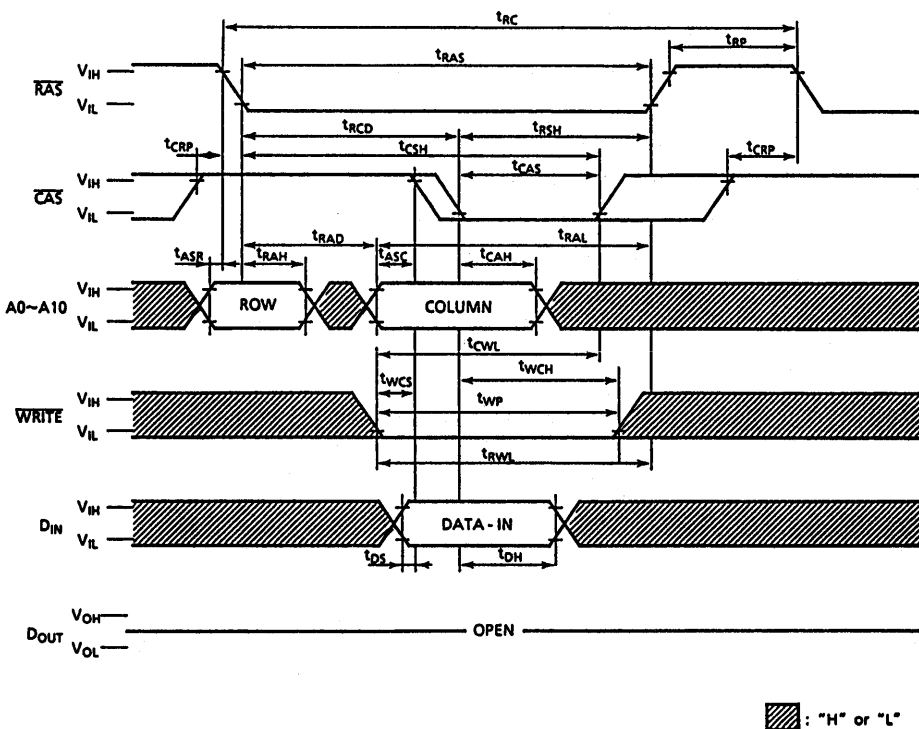 tRC
tRP
tRAS
VIH
RAS
VIL
tRCD
tRSH
tCRP
tCSH
tCRP
tCAS
VIH
CAS
VIL
tRAD
tRAL
tASR
tRAH
tASC
tCAH
VIH
A0~A10
ROW
COLUMN
VIL
tCWL
tWCH
tWCS
tWP
VIH
WRITE
VIL
tRWL
VIH
DIN
DATA - IN
VIL
tDS
tDH
VOH
DOUT
OPEN
VOL
: "H" or "L"